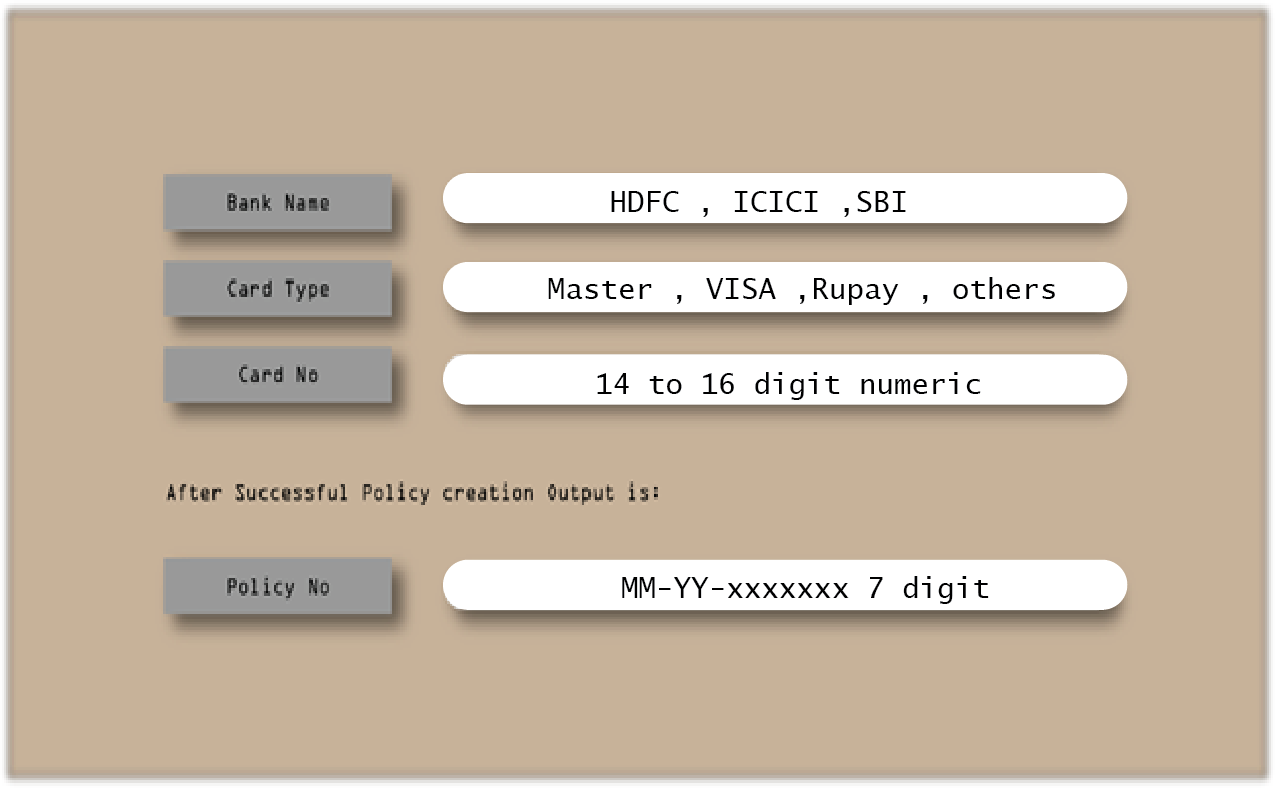 Bank Name HDFC , ICICI ,SBI
Card Type Master , VISA ,Rupay , others
Card No 14 to 16 digit numeric
After Successful Policy creation Output is:
Policy No MM-YY-xxxxxxx 7 digit